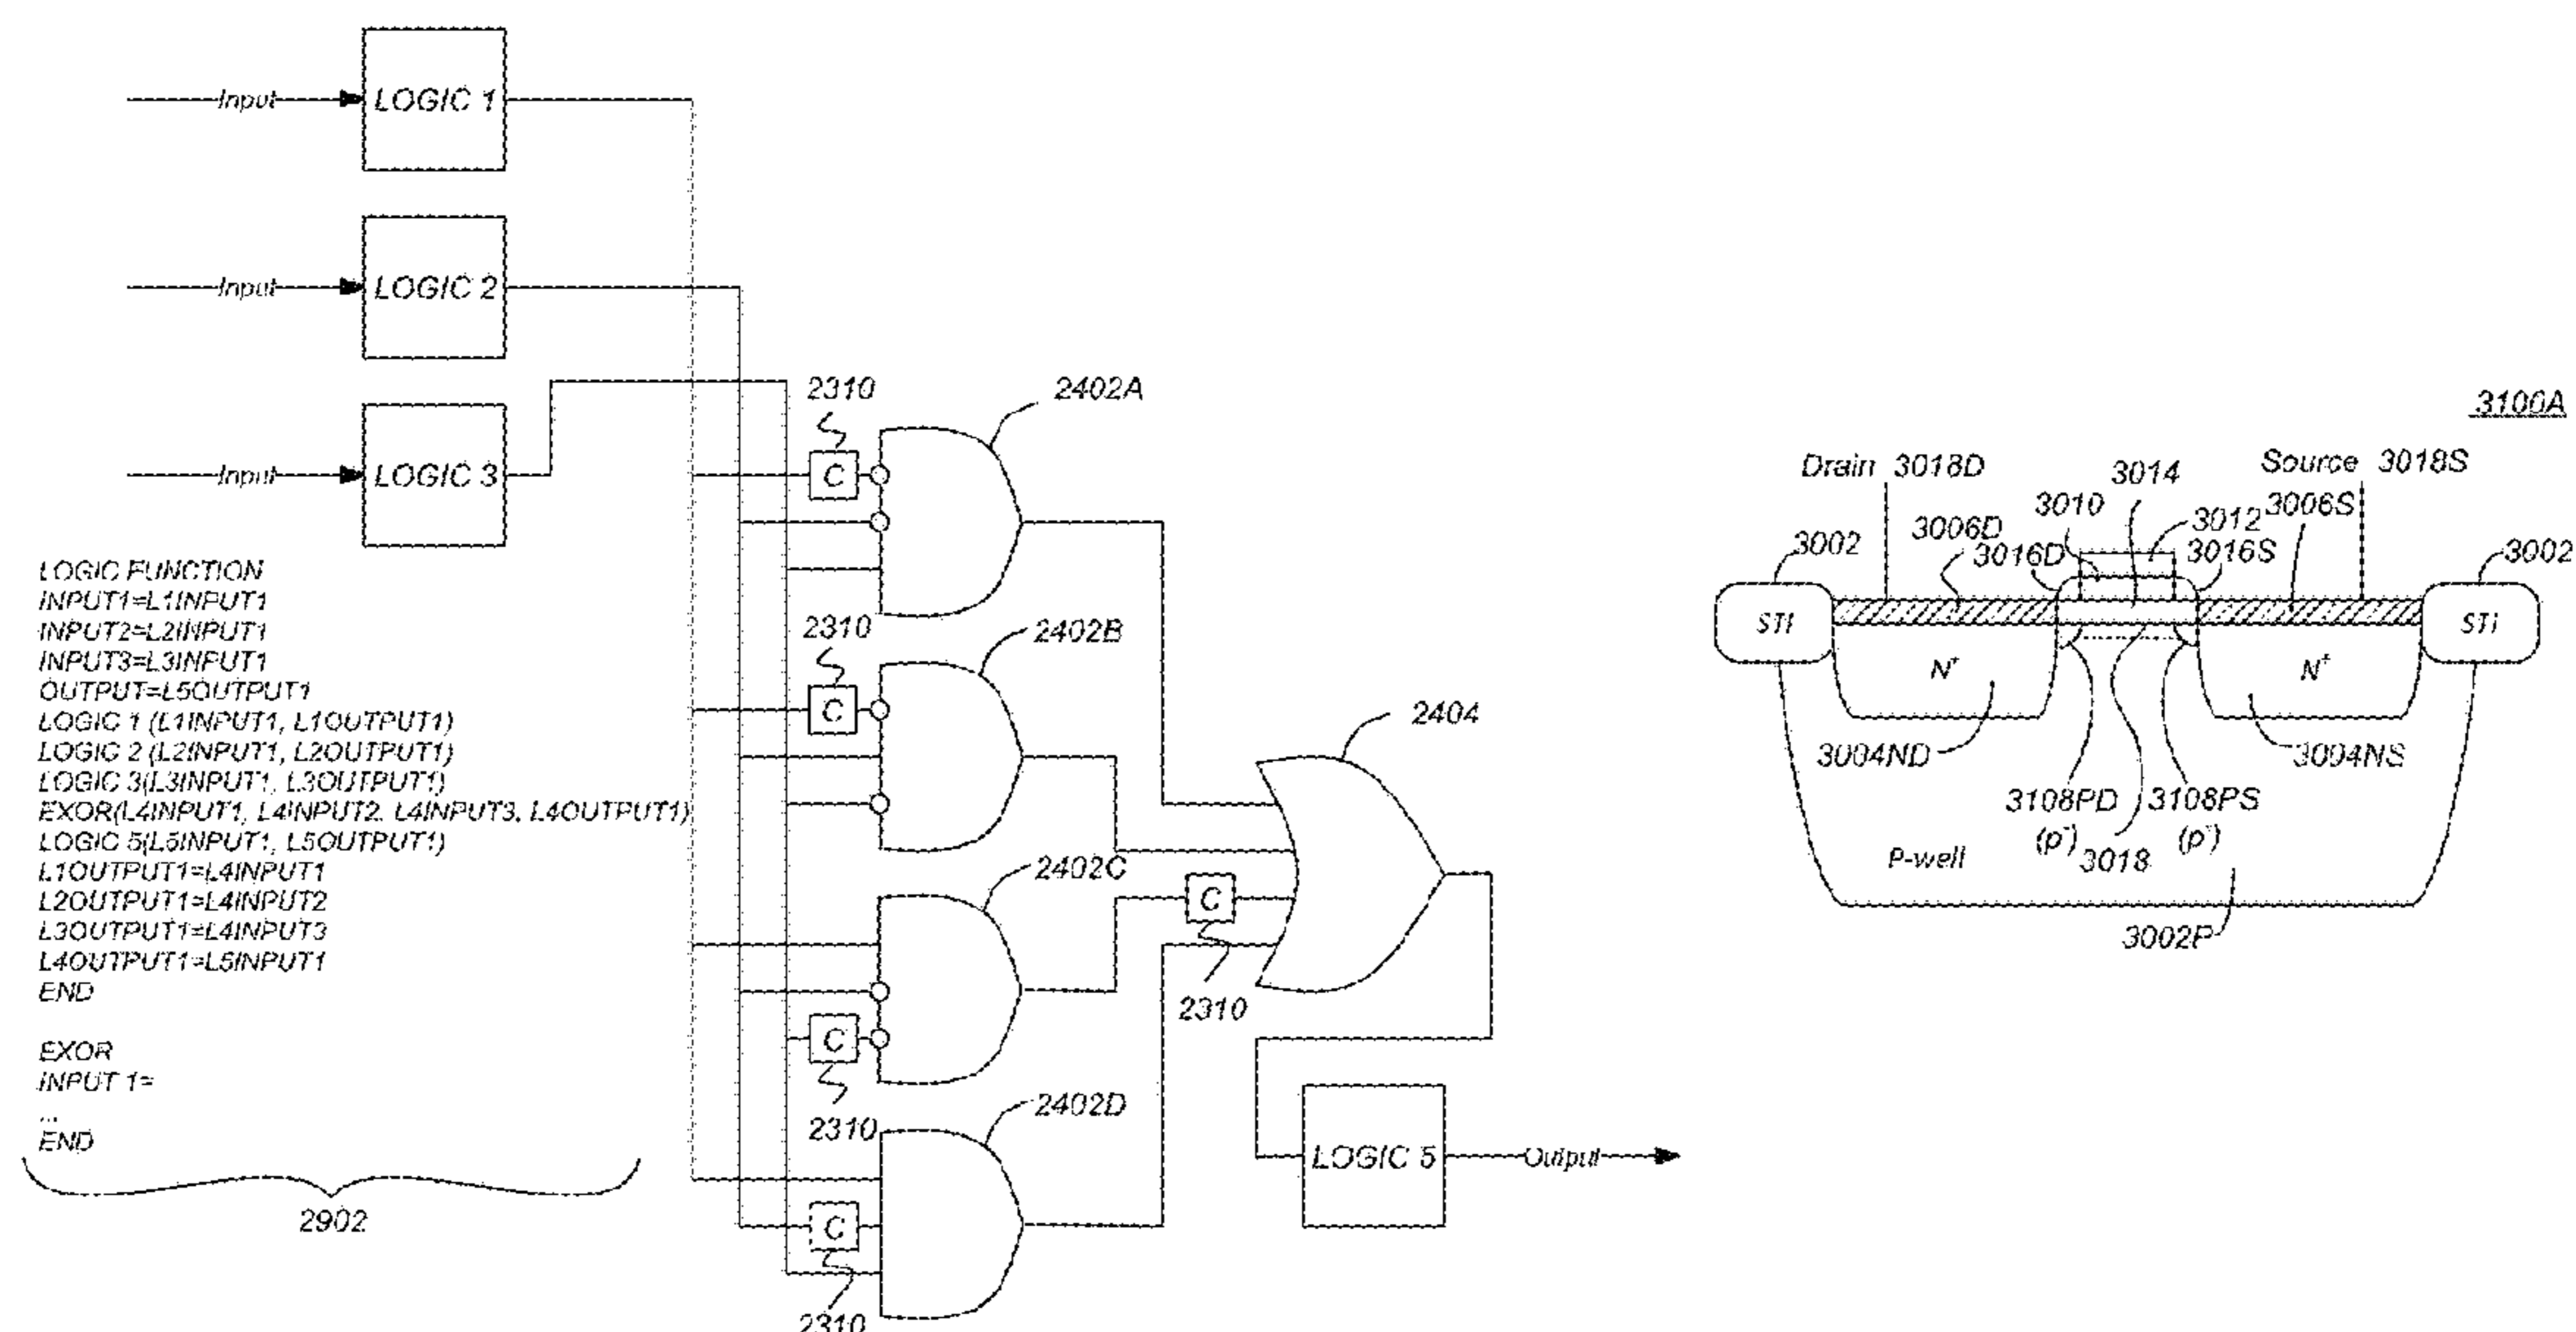 Input LOGIC 1
Input LOGIC 2
Input LOGIC 3
LOGIC FUNCTION
INPUT1=L1INPUT1
INPUT2=L2INPUT1
INPUT3=L3INPUT1
OUTPUT=L5OUTPUT1
LOGIC 1 (L1INPUT1, L1OUTPUT1)
LOGIC 2 (L2INPUT1, L2OUTPUT1)
LOGIC 3(L3INPUT1, L3OUTPUT1)
EXOR(L4INPUT1, L4INPUT2, L4INPUT3, L4OUTPUT1)
LOGIC 5(L5INPUT1, L5OUTPUT1)
L1OUTPUT1=L4INPUT1
L2OUTPUT1=L4INPUT2
L3OUTPUT1=L4INPUT3
L4OUTPUT1=L5INPUT1
END
EXOR
INPUT 1=
...
END
2902
2310
2402A
C
2310
2402B
C
2402C
C
2310
C
2310
2402D
C
2310
2404
LOGIC 5 Output
3100A
Drain 3018D
Source 3018S
3014
3010
3012
3006S
3006D
3016D
3016S
3002
3002
STI
STI
N+
N+
3004ND
3004NS
3108PD
3108PS
(p-)
3018
(p-)
P-well
3002P